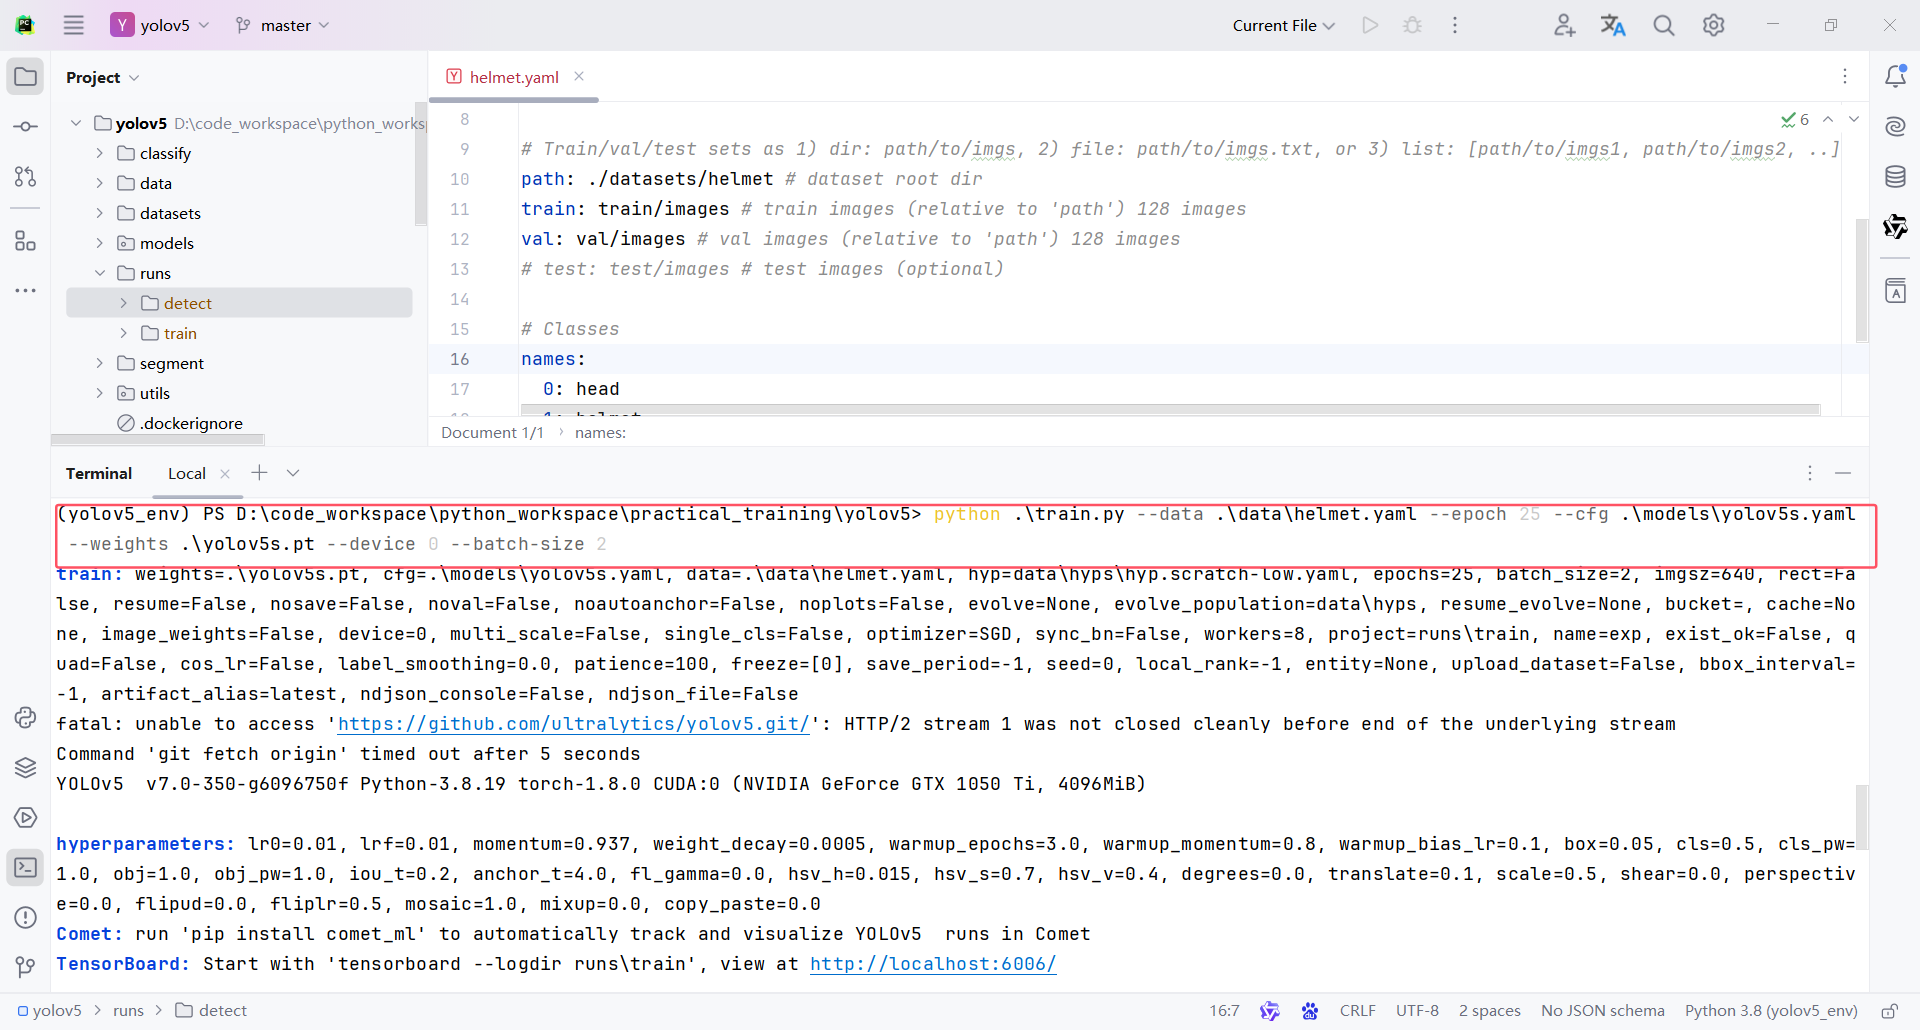 Y yolov5 master Current File
Project
helmet.yaml
yolov5 D:\code_workspace\python_works
classify
data
datasets
models
runs
detect
train
segment
utils
.dockerignore
6
8
9 # Train/val/test sets as 1) dir: path/to/imgs, 2) file: path/to/imgs.txt, or 3) list: [path/to/imgs1, path/to/imgs2, ..]
10 path: ./datasets/helmet # dataset root dir
11 train: train/images # train images (relative to 'path') 128 images
12 val: val/images # val images (relative to 'path') 128 images
13 # test: test/images # test images (optional)
14
15 # Classes
16 names:
17 0: head
Document 1/1 › names:
Terminal Local
(yolov5_env) PS D:\code_workspace\python_workspace\practical_training\yolov5> python .\train.py --data .\data\helmet.yaml --epoch 25 --cfg .\models\yolov5s.yaml
--weights .\yolov5s.pt --device 0 --batch-size 2
train: weights=.\yolov5s.pt, cfg=.\models\yolov5s.yaml, data=.\data\helmet.yaml, hyp=data\hyps\hyp.scratch-low.yaml, epochs=25, batch_size=2, imgsz=640, rect=Fa
lse, resume=False, nosave=False, noval=False, noautoanchor=False, noplots=False, evolve=None, evolve_population=data\hyps, resume_evolve=None, bucket=, cache=No
ne, image_weights=False, device=0, multi_scale=False, single_cls=False, optimizer=SGD, sync_bn=False, workers=8, project=runs\train, name=exp, exist_ok=False, q
uad=False, cos_lr=False, label_smoothing=0.0, patience=100, freeze=[0], save_period=-1, seed=0, local_rank=-1, entity=None, upload_dataset=False, bbox_interval=
-1, artifact_alias=latest, ndjson_console=False, ndjson_file=False
fatal: unable to access 'https://github.com/ultralytics/yolov5.git/': HTTP/2 stream 1 was not closed cleanly before end of the underlying stream
Command 'git fetch origin' timed out after 5 seconds
YOLOv5  v7.0-350-g6096750f Python-3.8.19 torch-1.8.0 CUDA:0 (NVIDIA GeForce GTX 1050 Ti, 4096MiB)
hyperparameters: lr0=0.01, lrf=0.01, momentum=0.937, weight_decay=0.0005, warmup_epochs=3.0, warmup_momentum=0.8, warmup_bias_lr=0.1, box=0.05, cls=0.5, cls_pw=
1.0, obj=1.0, obj_pw=1.0, iou_t=0.2, anchor_t=4.0, fl_gamma=0.0, hsv_h=0.015, hsv_s=0.7, hsv_v=0.4, degrees=0.0, translate=0.1, scale=0.5, shear=0.0, perspectiv
e=0.0, flipud=0.0, fliplr=0.5, mosaic=1.0, mixup=0.0, copy_paste=0.0
Comet: run 'pip install comet_ml' to automatically track and visualize YOLOv5  runs in Comet
TensorBoard: Start with 'tensorboard --logdir runs\train', view at http://localhost:6006/
yolov5 > runs > detect 16:7 CRLF UTF-8 2 spaces No JSON schema Python 3.8 (yolov5_env)